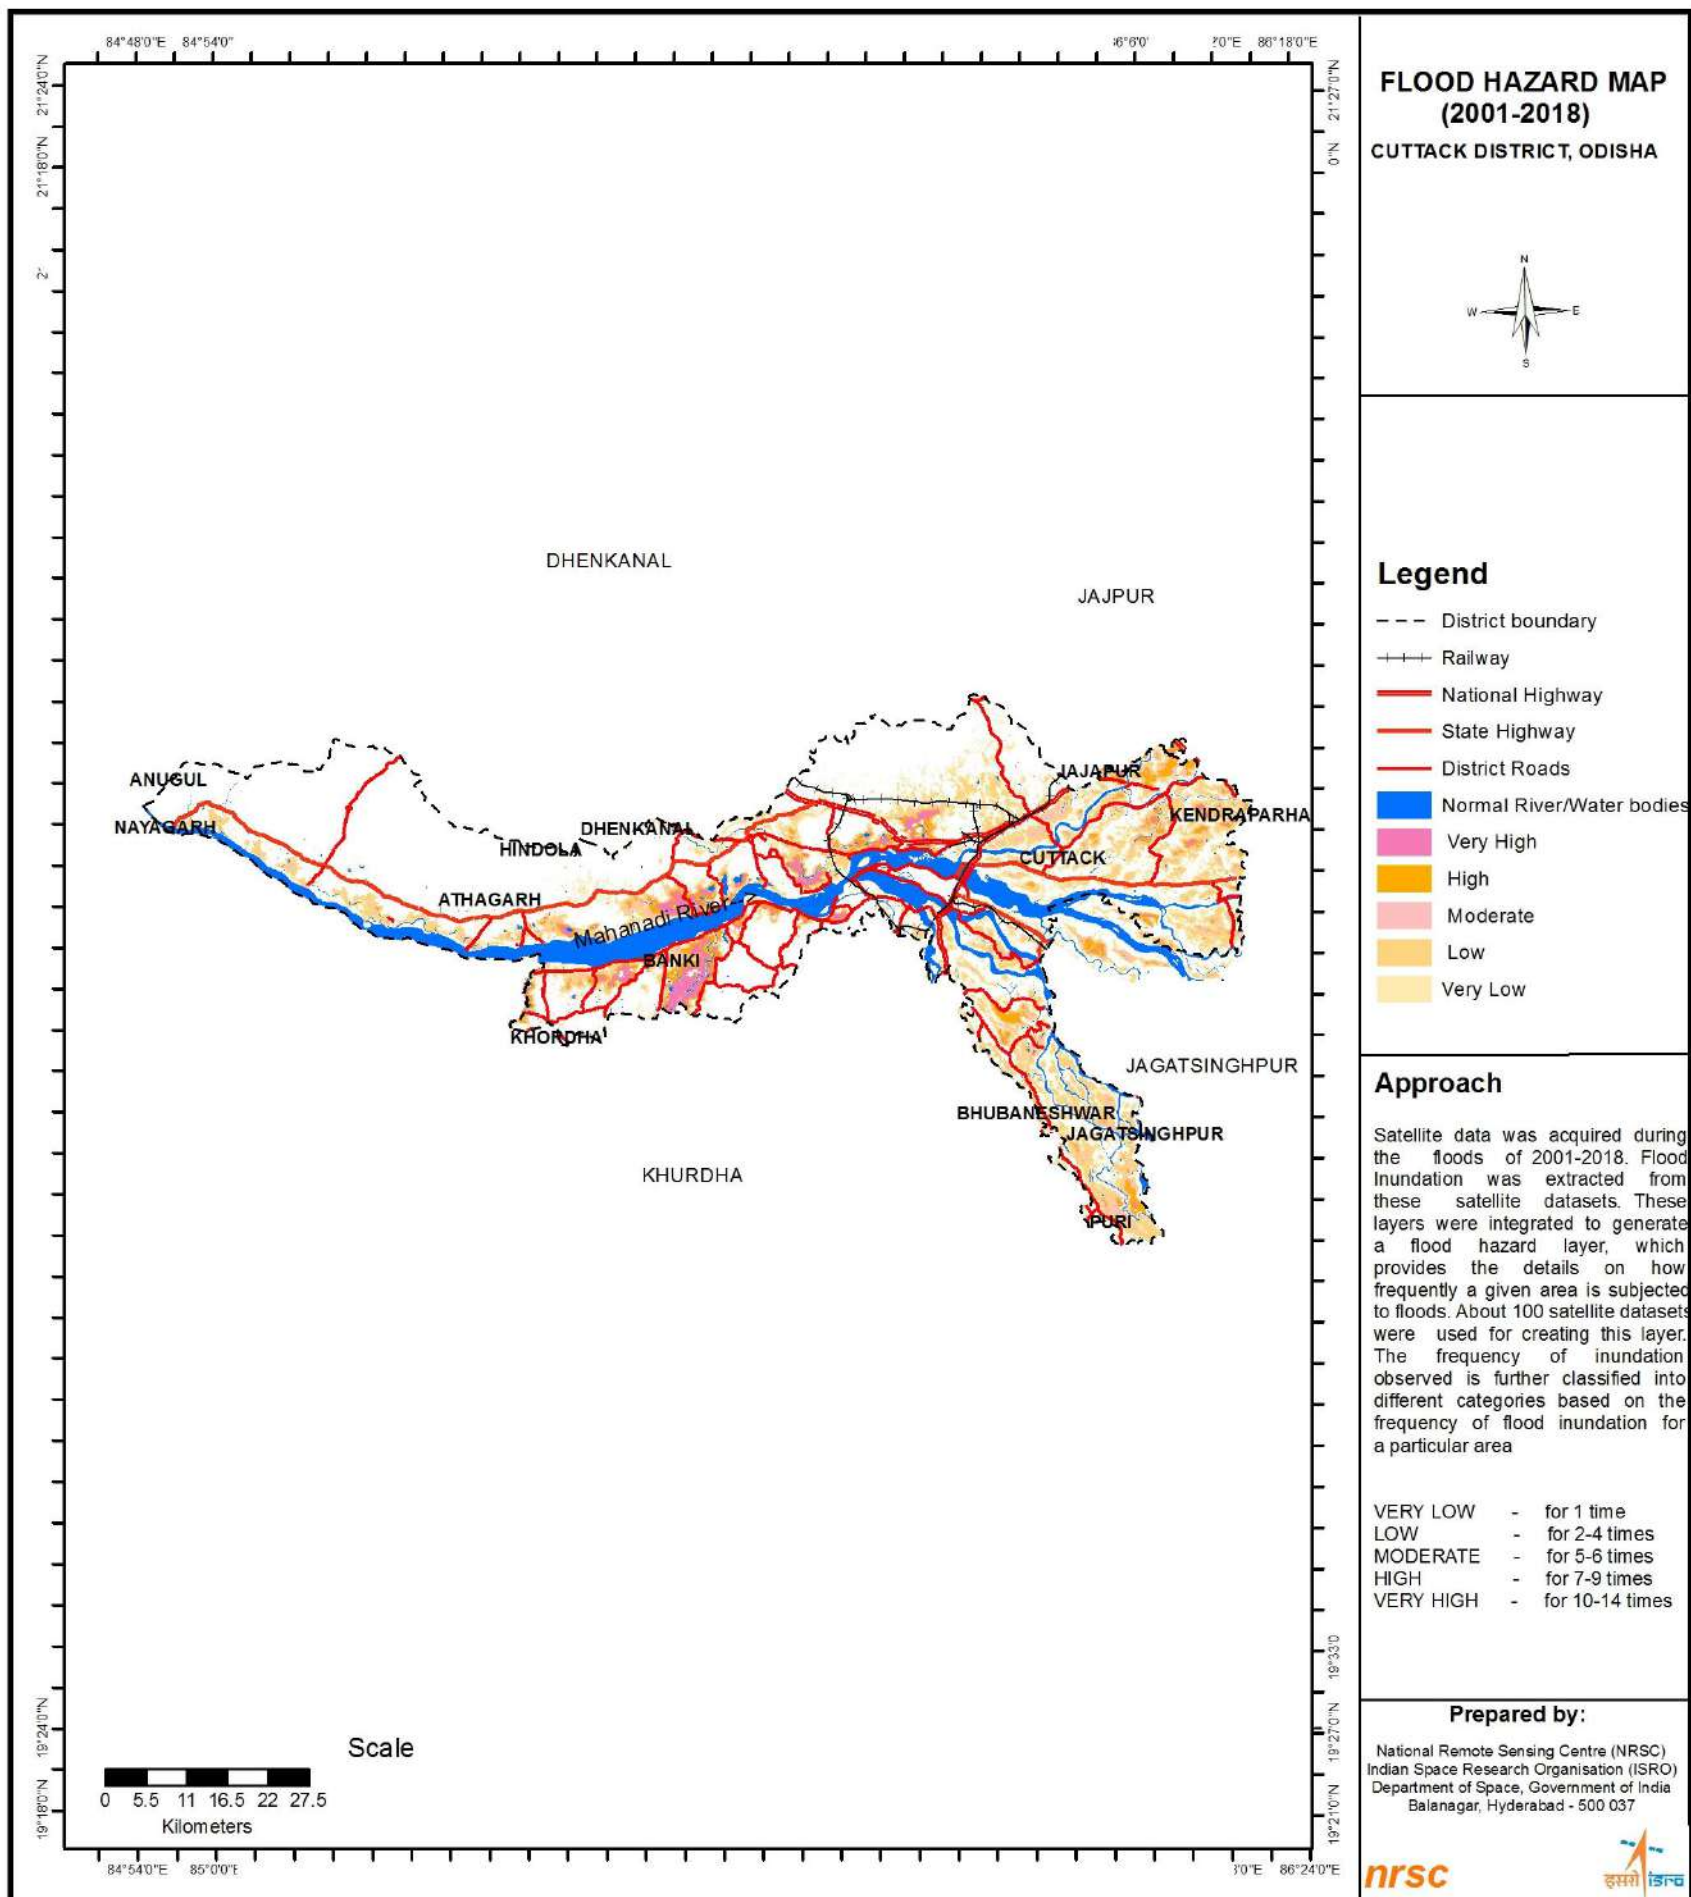 84°48'0"E 84°54'0"
86°18'0"E
FLOOD HAZARD MAP
(2001-2018)
CUTTACK DISTRICT, ODISHA
21°24'0"N
21°27'0"N
21°18'0"N
0"N
N
W E
S
DHENKANAL
JAJPUR
Legend
District boundary
Railway
National Highway
State Highway
District Roads
Normal River/Water bodies
Very High
High
Moderate
Low
Very Low
ANUGUL
JAJAPUR
NAYAGARH
DHENKANAL
KENDRAPARHA
HINDOLA
CUTTACK
ATHAGARH
Mahanadi River
BANKI
KHORDHA
JAGATSINGHPUR
BHUBANESHWAR
JAGATSINGHPUR
KHURDHA
PURI
Approach
Satellite data was acquired during
the floods of 2001-2018. Flood
Inundation was extracted from
these satellite datasets. These
layers were integrated to generate
a flood hazard layer, which
provides the details on how
frequently a given area is subjected
to floods. About 100 satellite datasets
were used for creating this layer.
The frequency of inundation
observed is further classified into
different categories based on the
frequency of flood inundation for
a particular area
VERY LOW - for 1 time
LOW - for 2-4 times
MODERATE - for 5-6 times
HIGH - for 7-9 times
VERY HIGH - for 10-14 times
19°33'0
19°24'0"N
19°27'0"N
19°18'0"N
19°21'0"N
Scale
0 5.5 11 16.5 22 27.5
Kilometers
84°54'0"E 85°0'0"E
86°24'0"E
Prepared by:
National Remote Sensing Centre (NRSC)
Indian Space Research Organisation (ISRO)
Department of Space, Government of India
Balanagar, Hyderabad - 500 037
nrsc
इसरो isro